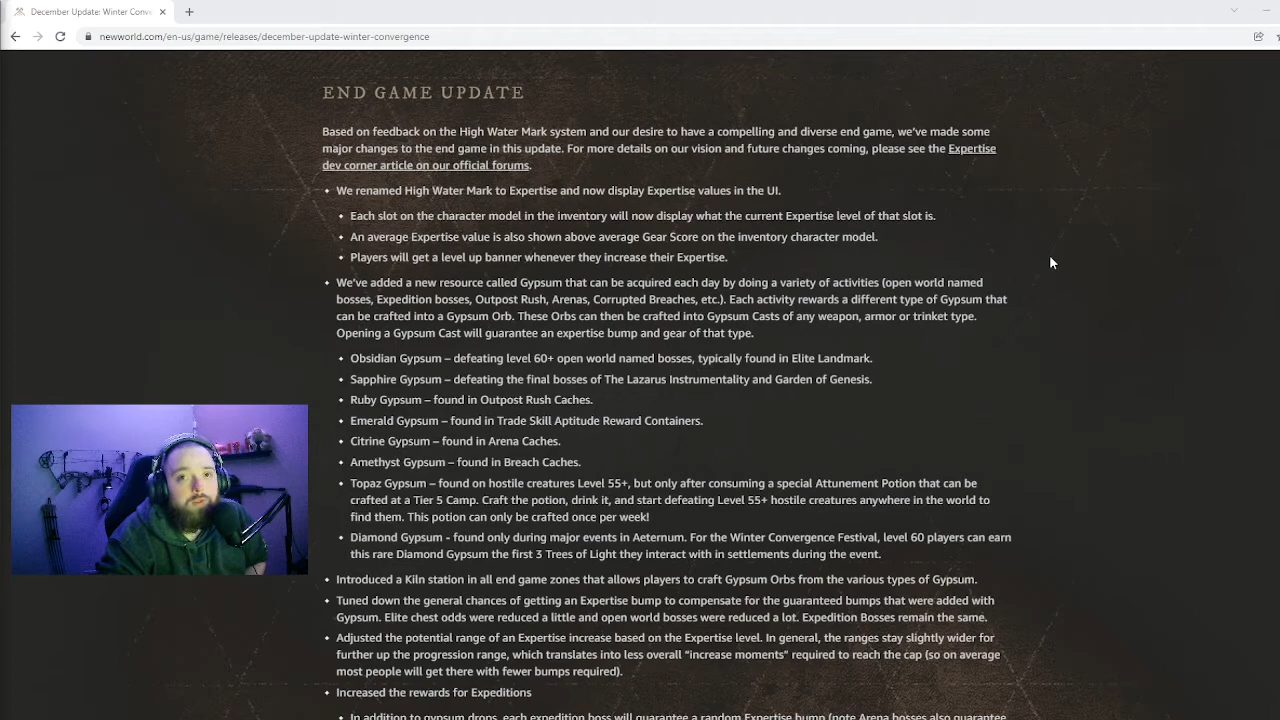 December Update: Winter Conve
newworld.com/en-us/game/releases/december-update-winter-convergence
END GAME UPDATE
Based on feedback on the High Water Mark system and our desire to have a compelling and diverse end game, we've made some
major changes to the end game in this update. For more details on our vision and future changes coming, please see the Expertise
dev corner article on our official forums.
• We renamed High Water Mark to Expertise and now display Expertise values in the UI.
• Each slot on the character model in the inventory will now display what the current Expertise level of that slot is.
• An average Expertise value is also shown above average Gear Score on the inventory character model.
• Players will get a level up banner whenever they increase their Expertise.
• We've added a new resource called Gypsum that can be acquired each day by doing a variety of activities (open world named
bosses, Expedition bosses, Outpost Rush, Arenas, Corrupted Breaches, etc.). Each activity rewards a different type of Gypsum that
can be crafted into a Gypsum Orb. These Orbs can then be crafted into Gypsum Casts of any weapon, armor or trinket type.
Opening a Gypsum Cast will guarantee an expertise bump and gear of that type.
• Obsidian Gypsum – defeating level 60+ open world named bosses, typically found in Elite Landmark.
• Sapphire Gypsum – defeating the final bosses of The Lazarus Instrumentality and Garden of Genesis.
• Ruby Gypsum – found in Outpost Rush Caches.
• Emerald Gypsum – found in Trade Skill Aptitude Reward Containers.
• Citrine Gypsum – found in Arena Caches.
• Amethyst Gypsum – found in Breach Caches.
• Topaz Gypsum – found on hostile creatures Level 55+, but only after consuming a special Attunement Potion that can be
crafted at a Tier 5 Camp. Craft the potion, drink it, and start defeating Level 55+ hostile creatures anywhere in the world to
find them. This potion can only be crafted once per week!
• Diamond Gypsum - found only during major events in Aeternum. For the Winter Convergence Festival, level 60 players can earn
this rare Diamond Gypsum the first 3 Trees of Light they interact with in settlements during the event.
• Introduced a Kiln station in all end game zones that allows players to craft Gypsum Orbs from the various types of Gypsum.
• Tuned down the general chances of getting an Expertise bump to compensate for the guaranteed bumps that were added with
Gypsum. Elite chest odds were reduced a little and open world bosses were reduced a lot. Expedition Bosses remain the same.
• Adjusted the potential range of an Expertise increase based on the Expertise level. In general, the ranges stay slightly wider for
further up the progression range, which translates into less overall "increase moments" required to reach the cap (so on average
most people will get there with fewer bumps required).
• Increased the rewards for Expeditions
• In addition to gypsum drops, each expedition boss will guarantee a random Expertise bump (note Arena bosses also guarantee